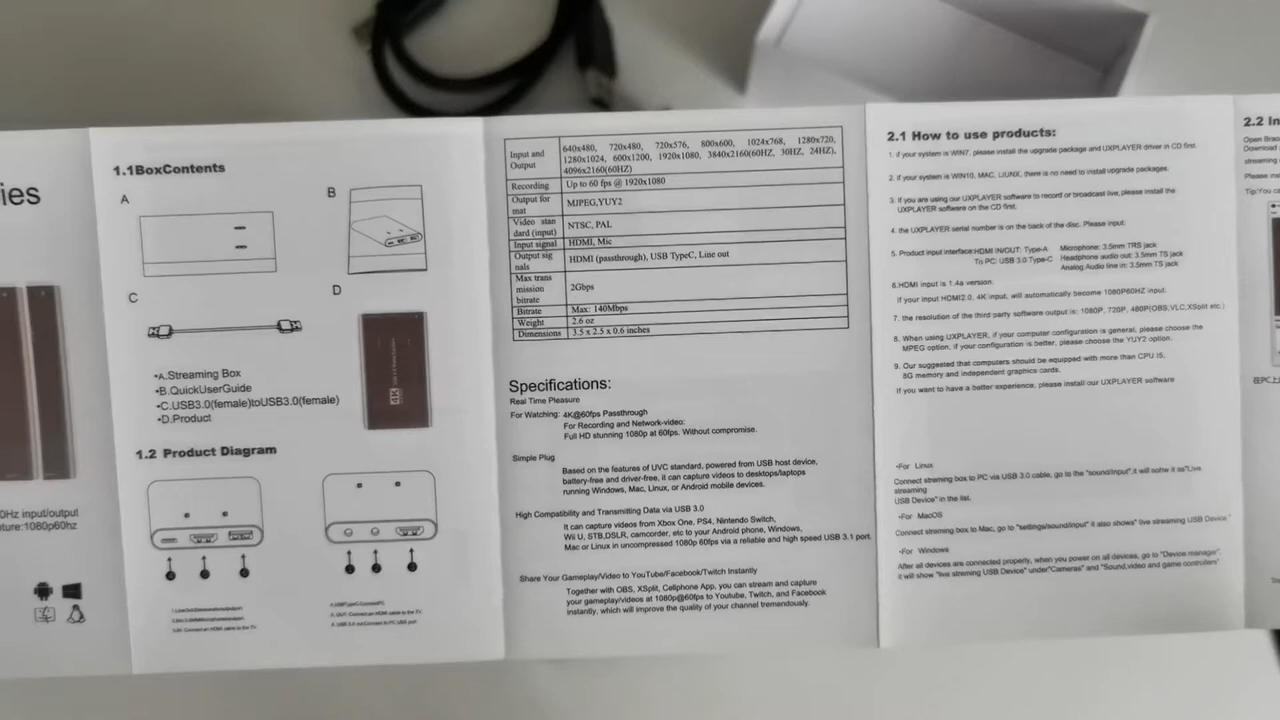 ies
0Hz input/output
ture:1080p60hz
1.1BoxContents
A
B
C
D
4K
•A.Streaming Box
•B.QuickUserGuide
•C.USB3.0(female)toUSB3.0(female)
•D.Product
1.2 Product Diagram
Input and Output
640x480, 720x480, 720x576, 800x600, 1024x768, 1280x720,
1280x1024, 600x1200, 1920x1080, 3840x2160(60HZ, 30HZ, 24HZ),
4096x2160(60HZ)
Recording
Up to 60 fps @ 1920x1080
Output for
mat
MJPEG,YUY2
Video stan
dard (input)
NTSC, PAL
Input signal
HDMI, Mic
Output sig
nals
HDMI (passthrough), USB TypeC, Line out
Max trans
mission
bitrate
2Gbps
Bitrate
Max: 140Mbps
Weight
2.6 oz
Dimensions
3.5 x 2.5 x 0.6 inches
Specifications:
Real Time Pleasure
For Watching: 4K@60fps Passthrough
For Recording and Network-video:
Full HD stunning 1080p at 60fps. Without compromise.
Simple Plug
Based on the features of UVC standard, powered from USB host device,
battery-free and driver-free, it can capture videos to desktops/laptops
running Windows, Mac, Linux, or Android mobile devices.
High Compatibility and Transmitting Data via USB 3.0
It can capture videos from Xbox One, PS4, Nintendo Switch,
Wii U, STB,DSLR, camcorder, etc to your Android phone, Windows,
Mac or Linux in uncompressed 1080p 60fps via a reliable and high speed USB 3.1 port.
Share Your Gameplay/Video to YouTube/Facebook/Twitch Instantly
Together with OBS, XSplit, Cellphone App, you can stream and capture
your gameplay/videos at 1080p@60fps to Youtube, Twitch, and Facebook
instantly, which will improve the quality of your channel tremendously.
2.1 How to use products:
1. if your system is WIN7, please install the upgrade package and UXPLAYER driver in CD first.
2. if your system is WIN10, MAC, LIUNX, there is no need to install upgrade packages.
3. if you are using our UXPLAYER software to record or broadcast live, please install the
UXPLAYER software on the CD first.
4. the UXPLAYER serial number is on the back of the disc. Please input:
5. Product input interface:HDMI IN/OUT: Type-A Microphone: 3.5mm TRS jack
To PC: USB 3.0 Type-C Headphone audio out: 3.5mm TS jack
Analog Audio line in: 3.5mm TS jack
6.HDMI input is 1.4a version.
if your input HDMI2.0, 4K input, will automatically become 1080P60HZ input.
7. the resolution of the third party software output is: 1080P, 720P, 480P(OBS,VLC,XSplit etc.)
8. When using UXPLAYER, if your computer configuration is general, please choose the
MPEG option, if your configuration is better, please choose the YUY2 option.
9. Our suggested that computers should be equipped with more than CPU I5,
8G memory and independent graphics cards.
If you want to have a better experience, please install our UXPLAYER software
•For Linux
Connect streming box to PC via USB 3.0 cable, go to the "sound/input",it will sohw it as"Live
streaming
USB Device" in the list.
•For MacOS
Connect streming box to Mac, go to "settings/sound/input" it also shows" live streaming USB Device."
•For Windows
After all devices are connected properly, when you power on all devices, go to "Device manager",
it will show "live streming USB Device" under"Cameras" and "Sound,video and game controllers"
2.2 In
Open Bra
Download
streaming
Please ins
Tip:You ca
在PC上